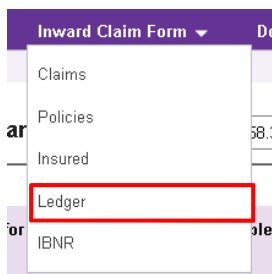 Inward Claim Form
Claims
Policies
Insured
Ledger
IBNR